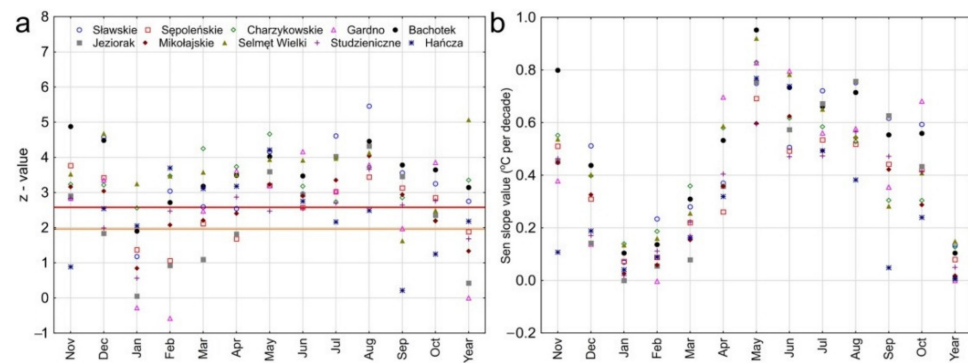 a
Sławskie Sępoleńskie Charzykowskie Gardno Bachotek
Jeziorak Mikołajskie Selmęt Wielki Studzieniczne Hańcza
z - value
8
7
6
5
4
3
2
1
0
–1
Nov Dec Jan Feb Mar Apr May Jun Jul Aug Sep Oct Year
b
Sen slope value (°C per decade)
1.0
0.8
0.6
0.4
0.2
0.0
–0.2
Nov Dec Jan Feb Mar Apr May Jun Jul Aug Sep Oct Year